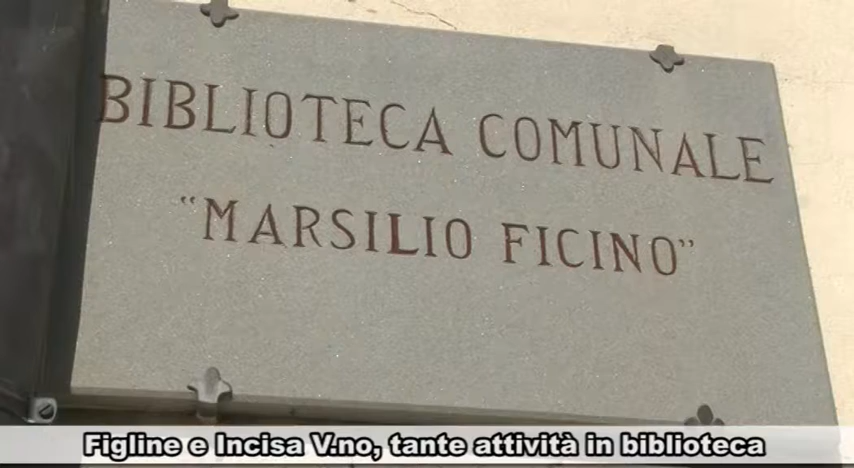 BIBLIOTECA COMUNALE
"MARSILIO FICINO"
Figline e Incisa V.no, tante attività in biblioteca